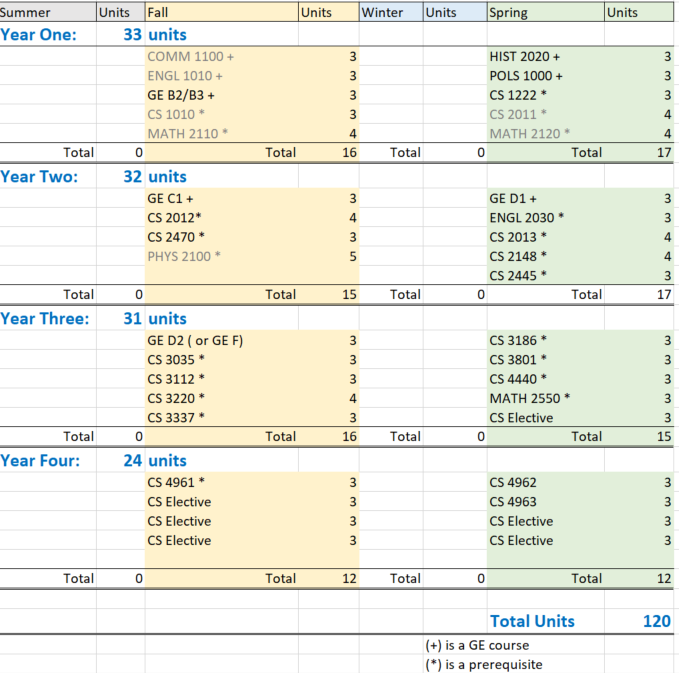 Summer Units Fall Units Winter Units Spring Units
Year One: 33 units
COMM 1100 + 3 HIST 2020 + 3
ENGL 1010 + 3 POLS 1000 + 3
GE B2/B3 + 3 CS 1222 * 3
CS 1010 * 3 CS 2011 * 4
MATH 2110 * 4 MATH 2120 * 4
Total 0 Total 16 Total 0 Total 17
Year Two: 32 units
GE C1 + 3 GE D1 + 3
CS 2012* 4 ENGL 2030 * 3
CS 2470 * 3 CS 2013 * 4
PHYS 2100 * 5 CS 2148 * 4
CS 2445 * 3
Total 0 Total 15 Total 0 Total 17
Year Three: 31 units
GE D2 ( or GE F) 3 CS 3186 * 3
CS 3035 * 3 CS 3801 * 3
CS 3112 * 3 CS 4440 * 3
CS 3220 * 4 MATH 2550 * 3
CS 3337 * 3 CS Elective 3
Total 0 Total 16 Total 0 Total 15
Year Four: 24 units
CS 4961 * 3 CS 4962 3
CS Elective 3 CS 4963 3
CS Elective 3 CS Elective 3
CS Elective 3 CS Elective 3
Total 0 Total 12 Total 0 Total 12
Total Units 120
(+) is a GE course
(*) is a prerequisite